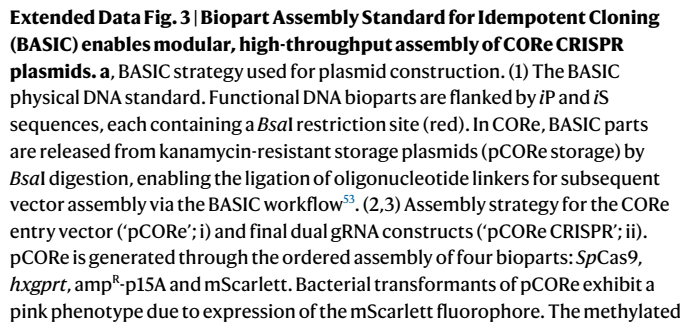 Extended Data Fig. 3 | Biopart Assembly Standard for Idempotent Cloning
(BASIC) enables modular, high-throughput assembly of CORe CRISPR
plasmids. a, BASIC strategy used for plasmid construction. (1) The BASIC
physical DNA standard. Functional DNA bioparts are flanked by iP and iS
sequences, each containing a BsaI restriction site (red). In CORe, BASIC parts
are released from kanamycin-resistant storage plasmids (pCORe storage) by
BsaI digestion, enabling the ligation of oligonucleotide linkers for subsequent
vector assembly via the BASIC workflow53. (2,3) Assembly strategy for the CORe
entry vector (‘pCORe’; i) and final dual gRNA constructs (‘pCORe CRISPR’; ii).
pCORe is generated through the ordered assembly of four bioparts: SpCas9,
hxgprt, ampR-p15A and mScarlett. Bacterial transformants of pCORe exhibit a
pink phenotype due to expression of the mScarlett fluorophore. The methylated